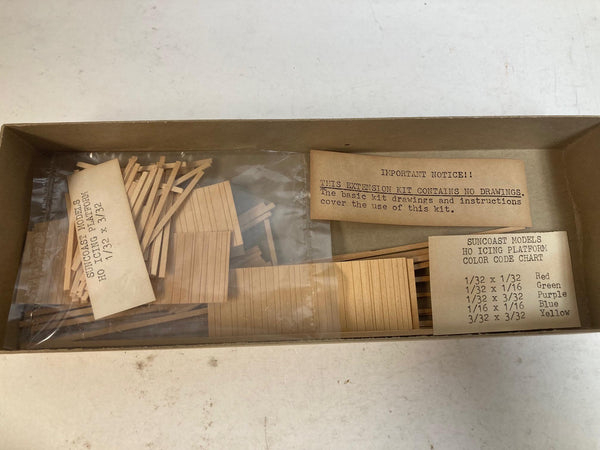 SUNCOAST MODELS
HO ICING PLATFORM
1/32 x 3/32
IMPORTANT NOTICE!!
THIS EXTENSION KIT CONTAINS NO DRAWINGS.
The basic kit drawings and instructions
cover the use of this kit.
SUNCOAST MODELS
HO ICING PLATFORM
COLOR CODE CHART
1/32 x 1/32 Red
1/32 x 1/16 Green
1/32 x 3/32 Purple
1/16 x 1/16 Blue
3/32 x 3/32 Yellow